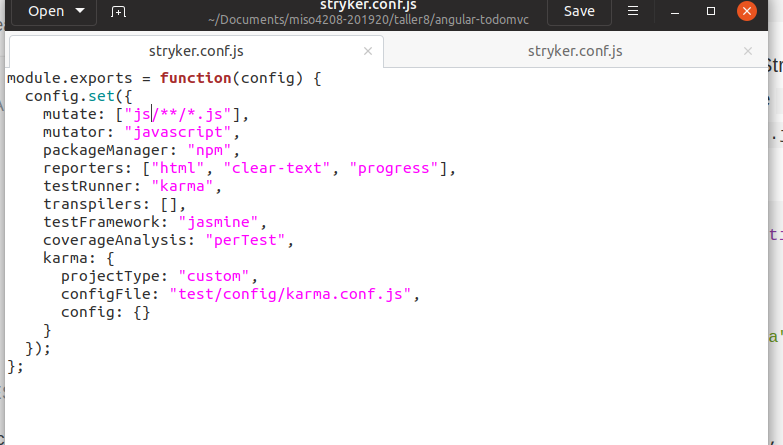 Open
stryker.conf.js
~/Documents/miso4208-201920/taller8/angular-todomvc
Save
stryker.conf.js
stryker.conf.js
module.exports = function(config) {
  config.set({
    mutate: ["js/**/*.js"],
    mutator: "javascript",
    packageManager: "npm",
    reporters: ["html", "clear-text", "progress"],
    testRunner: "karma",
    transpilers: [],
    testFramework: "jasmine",
    coverageAnalysis: "perTest",
    karma: {
      projectType: "custom",
      configFile: "test/config/karma.conf.js",
      config: {}
    }
  });
};